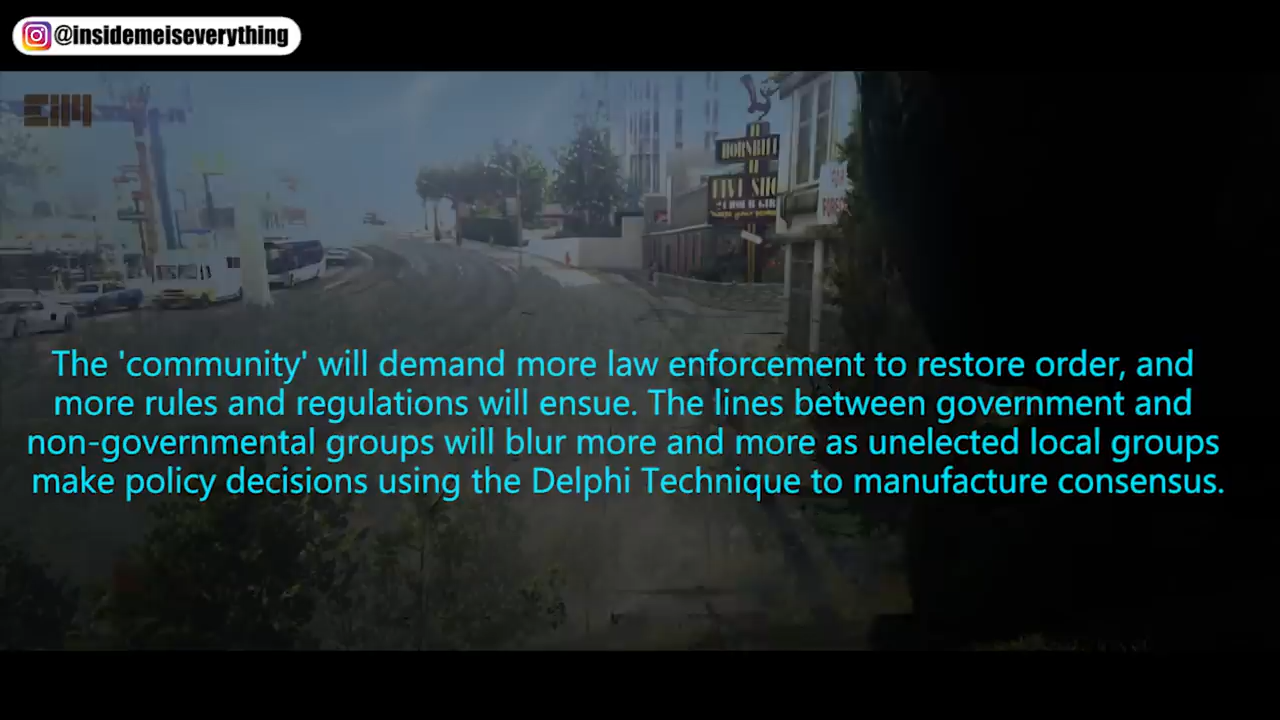 @insidemeiseverything
HORNBILL
The 'community' will demand more law enforcement to restore order, and
more rules and regulations will ensue. The lines between government and
non-governmental groups will blur more and more as unelected local groups
make policy decisions using the Delphi Technique to manufacture consensus.